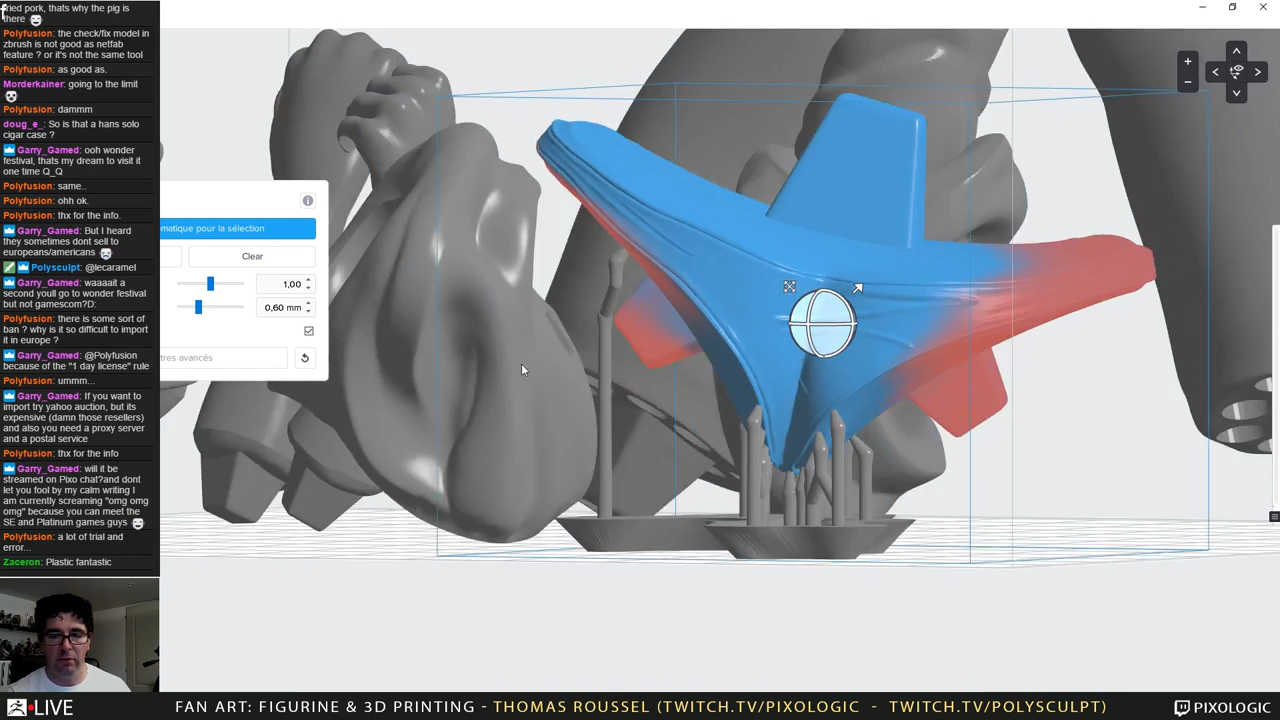 fried pork, thats why the pig is
there
Polyfusion: the check/fix model in
zbrush is not good as netfab
feature ? or it's not the same tool
Polyfusion: as good as.
Morderkainer: going to the limit
Polyfusion: dammm
doug_e_: So is that a hans solo
cigar case ?
Garry_Gamed: ooh wonder
festival, thats my dream to visit it
one time Q_Q
Polyfusion: same..
Polyfusion: ohh ok.
Polyfusion: thx for the info.
Garry_Gamed: But I heard
they sometimes dont sell to
europeans/americans
Polysculpt: @lecaramel
Garry_Gamed: waaaait a
second youll go to wonder festival
but not gamescom?D:
Polyfusion: there is some sort of
ban ? why is it so difficult to import
it in europe ?
Garry_Gamed: @Polyfusion
because of the "1 day license" rule
Polyfusion: ummm...
Garry_Gamed: If you want to
import try yahoo auction, but its
expensive (damn those resellers)
and also you need a proxy server
and a postal service
Polyfusion: thx for the info
Garry_Gamed: will it be
streamed on Pixo chat?and dont
let you fool by my calm writing I
am currently screaming "omg omg
omg" because you can meet the
SE and Platinum games guys
Polyfusion: a lot of trial and
error...
Zaceron: Plastic fantastic
omatique pour la sélection
Clear
1,00
0,60 mm
tres avancés
LIVE
FAN ART: FIGURINE & 3D PRINTING - THOMAS ROUSSEL (TWITCH.TV/PIXOLOGIC - TWITCH.TV/POLYSCULPT)
PIXOLOGIC